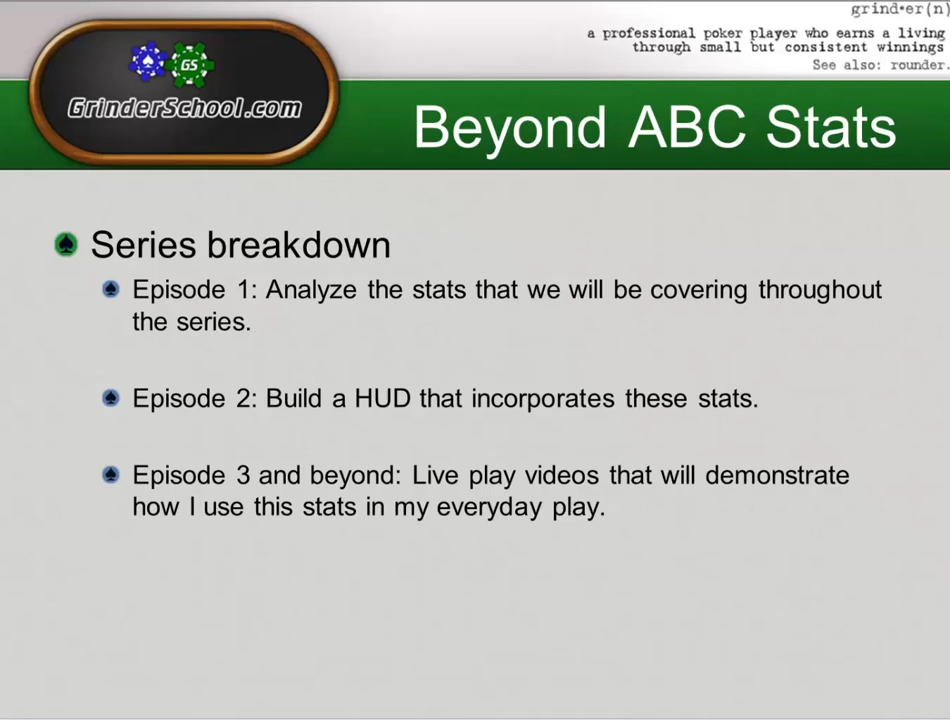 grind•er(n)
a professional poker player who earns a living
through small but consistent winnings
See also: rounder.
GS
GrinderSchool.com
Beyond ABC Stats
Series breakdown
Episode 1: Analyze the stats that we will be covering throughout
the series.
Episode 2: Build a HUD that incorporates these stats.
Episode 3 and beyond: Live play videos that will demonstrate
how I use this stats in my everyday play.